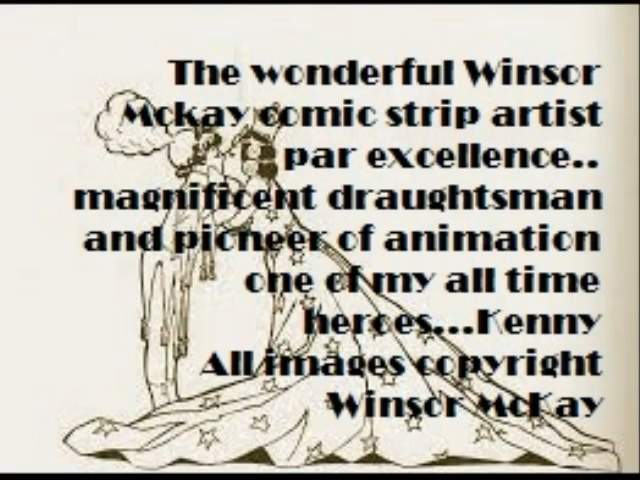 The wonderful Winsor
Mckay comic strip artist
par excellence..
magnificent draughtsman
and pioneer of animation
one of my all time
heroes...Kenny
All images copyright
Winsor McKay